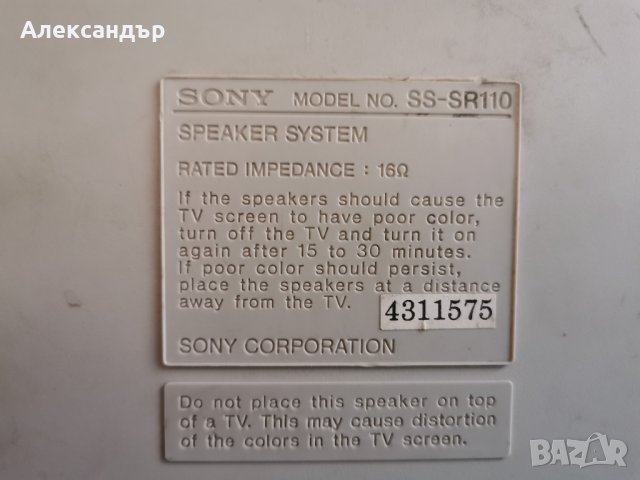 Александър
SONY MODEL NO. SS-SR110
SPEAKER SYSTEM
RATED IMPEDANCE : 16Ω
If the speakers should cause the
TV screen to have poor color,
turn off the TV and turn it on
again after 15 to 30 minutes.
If poor color should persist,
place the speakers at a distance
away from the TV. 4311575
SONY CORPORATION
Do not place this speaker on top
of a TV. This may cause distortion
of the colors in the TV screen.
BAZAR